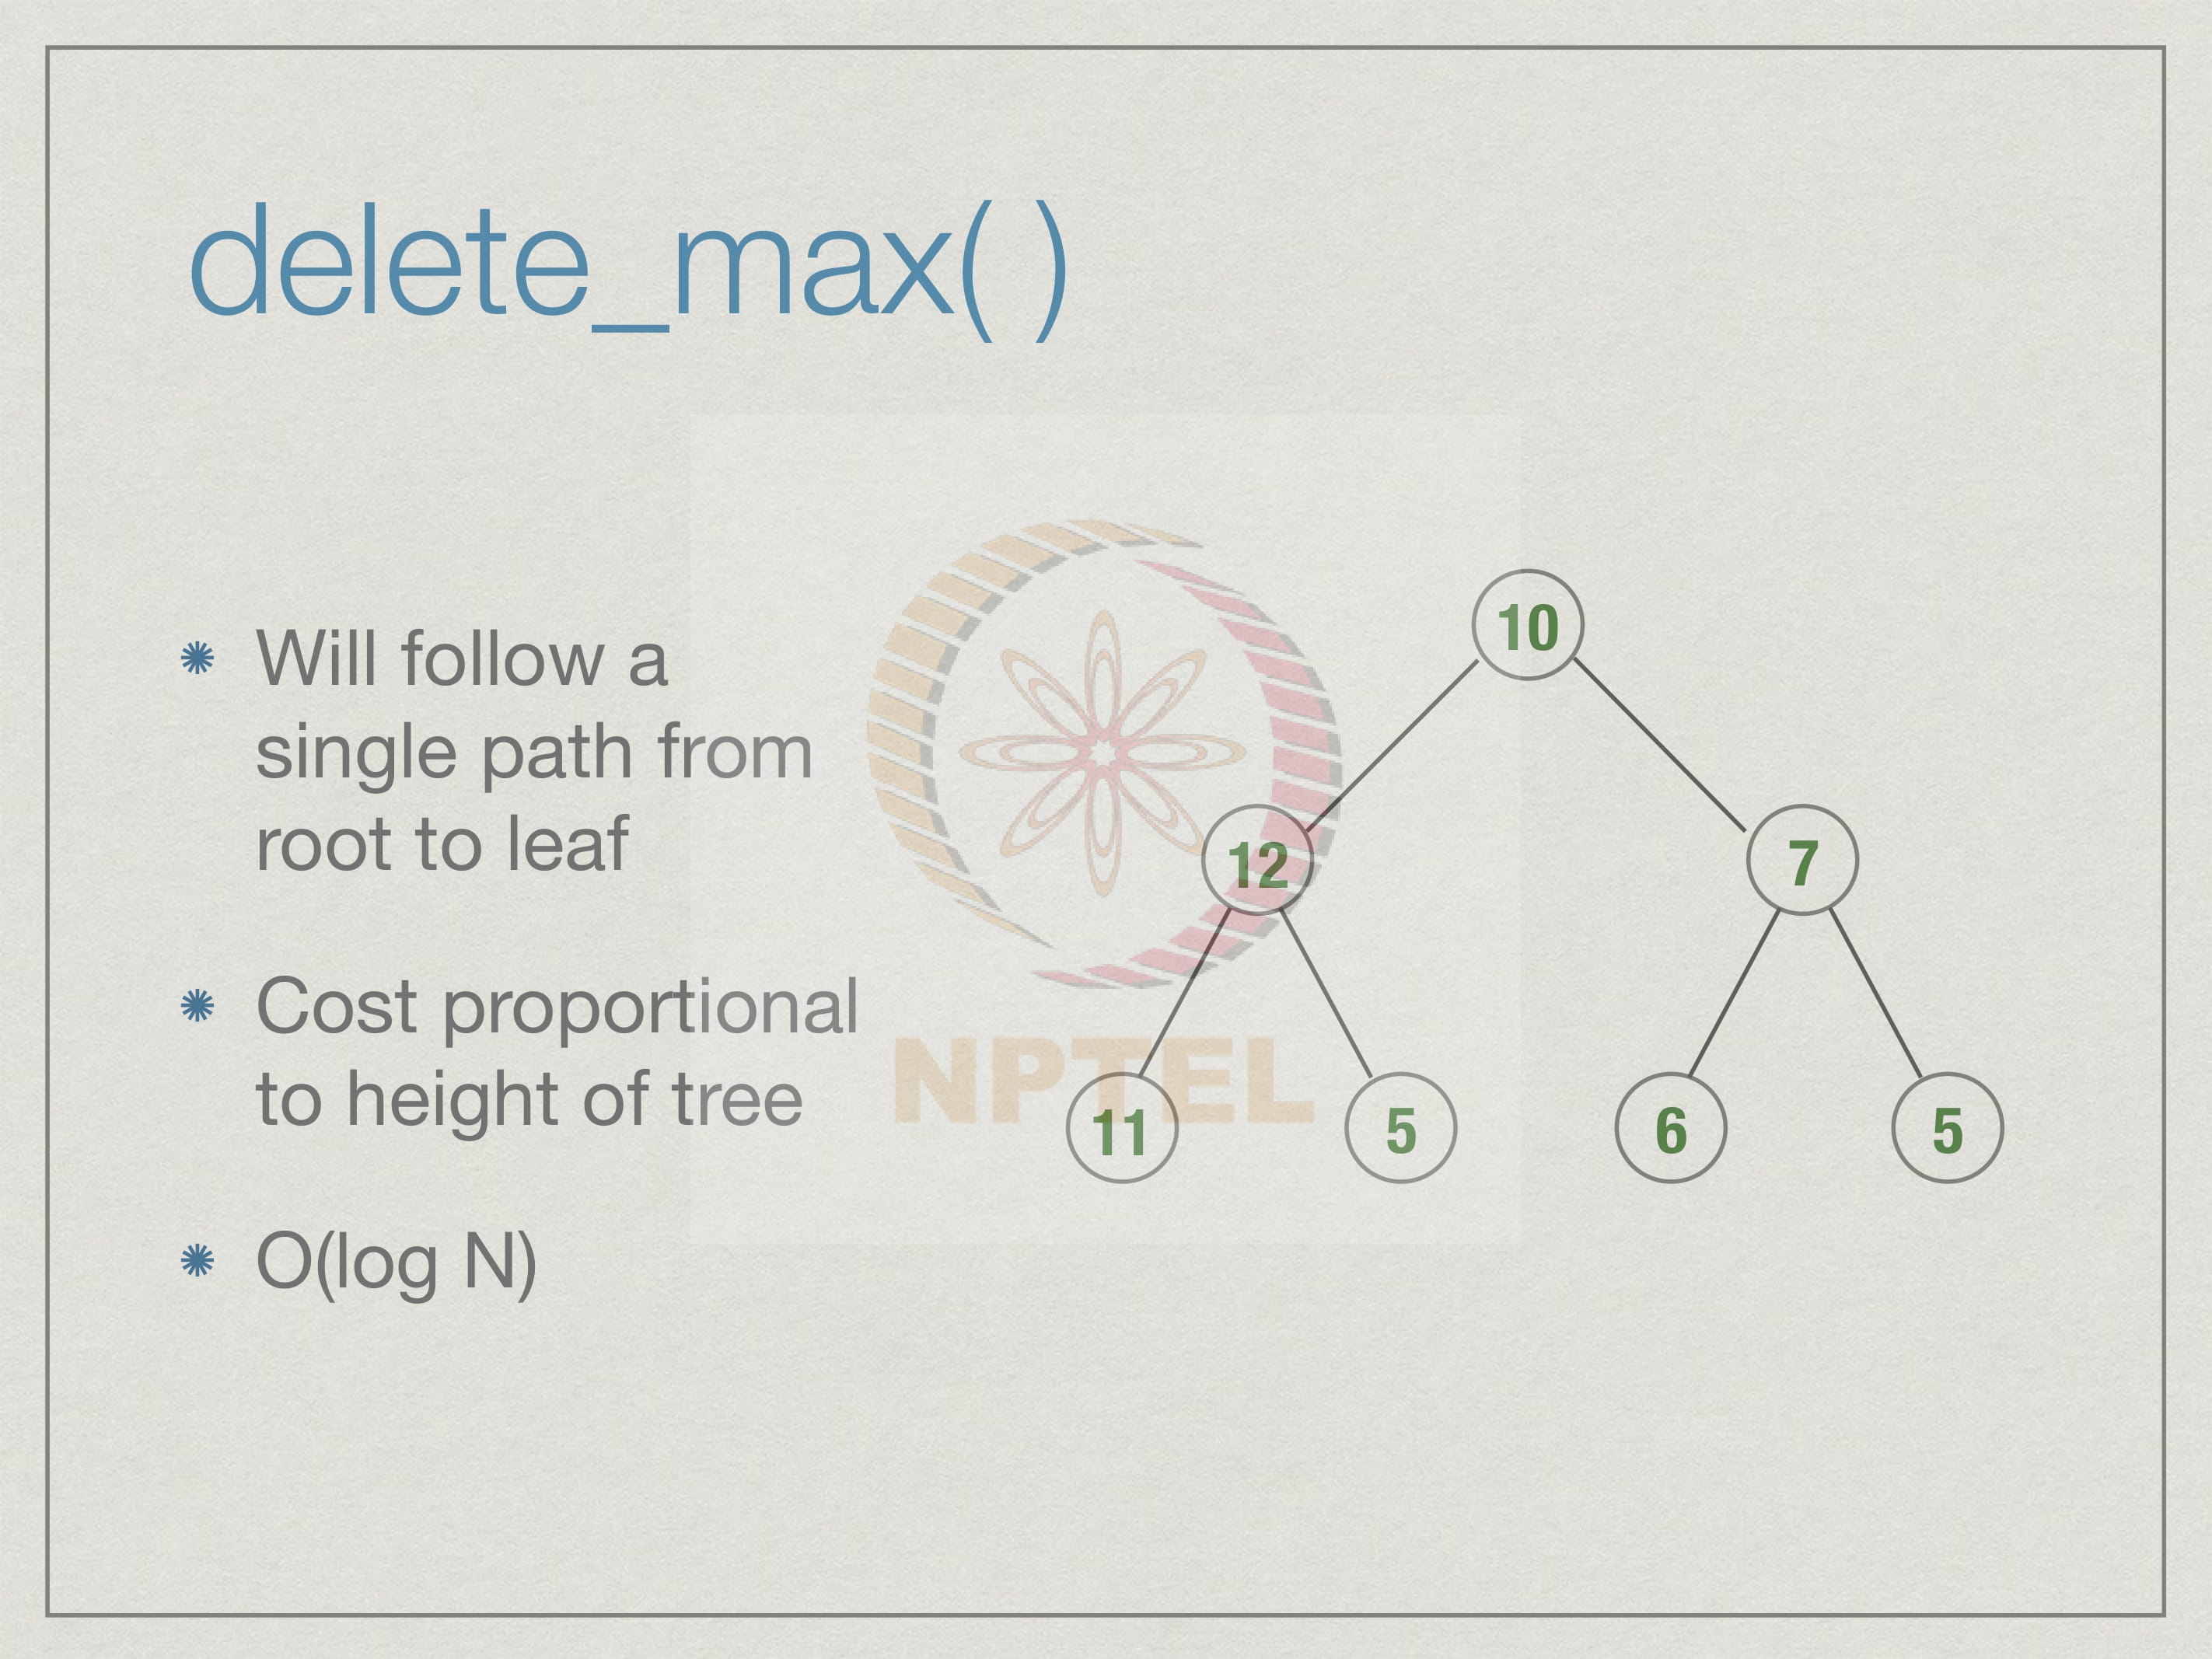 delete_max( )
Will follow a
single path from
root to leaf
Cost proportional
to height of tree
O(log N)
10
12
7
11
5
6
5
NPTEL